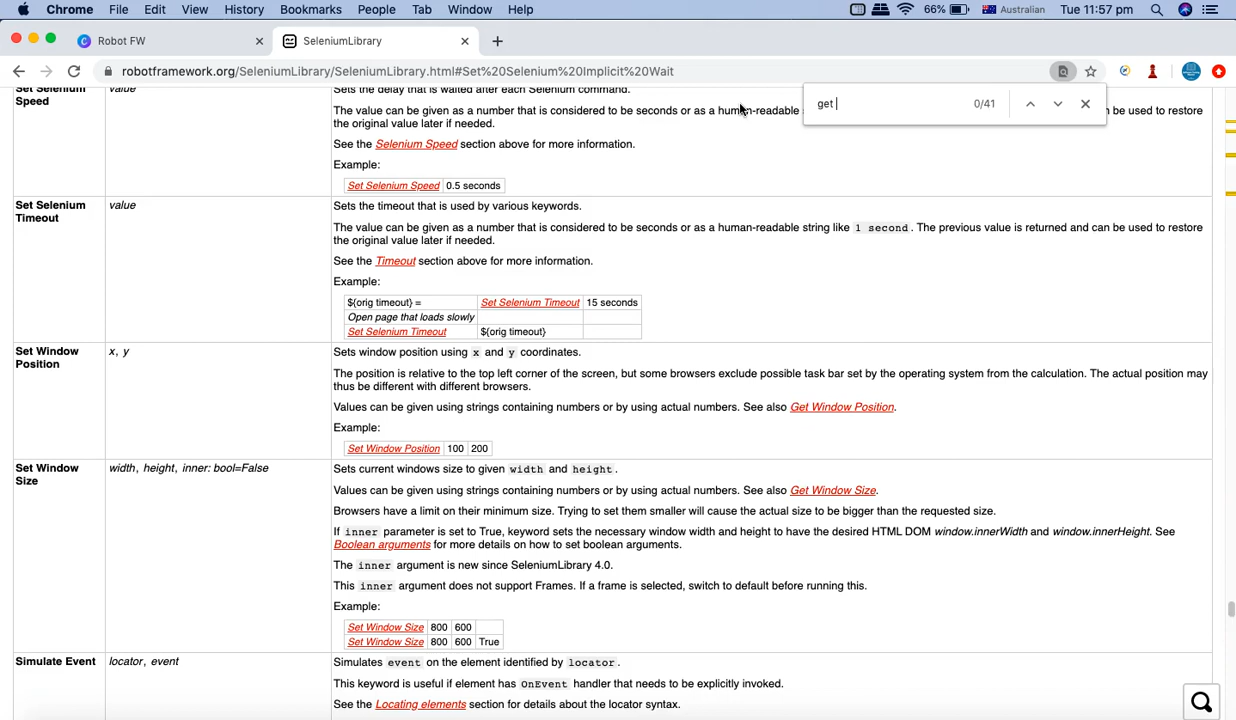 Chrome File Edit View History Bookmarks People Tab Window Help 66% Australian Tue 11:57 pm
Robot FW
SeleniumLibrary
robotframework.org/SeleniumLibrary/SeleniumLibrary.html#Set%20Selenium%20Implicit%20Wait
get 0/41
Set Selenium Speed
value
Sets the delay that is waited after each Selenium command.
The value can be given as a number that is considered to be seconds or as a human-readable be used to restore
the original value later if needed.
See the Selenium Speed section above for more information.
Example:
Set Selenium Speed 0.5 seconds
Set Selenium
Timeout
value
Sets the timeout that is used by various keywords.
The value can be given as a number that is considered to be seconds or as a human-readable string like 1 second. The previous value is returned and can be used to restore
the original value later if needed.
See the Timeout section above for more information.
Example:
${orig timeout} = Set Selenium Timeout 15 seconds
Open page that loads slowly
Set Selenium Timeout ${orig timeout}
Set Window
Position
x, y
Sets window position using x and y coordinates.
The position is relative to the top left corner of the screen, but some browsers exclude possible task bar set by the operating system from the calculation. The actual position may
thus be different with different browsers.
Values can be given using strings containing numbers or by using actual numbers. See also Get Window Position.
Example:
Set Window Position 100 200
Set Window
Size
width, height, inner: bool=False
Sets current windows size to given width and height.
Values can be given using strings containing numbers or by using actual numbers. See also Get Window Size.
Browsers have a limit on their minimum size. Trying to set them smaller will cause the actual size to be bigger than the requested size.
If inner parameter is set to True, keyword sets the necessary window width and height to have the desired HTML DOM window.innerWidth and window.innerHeight. See
Boolean arguments for more details on how to set boolean arguments.
The inner argument is new since SeleniumLibrary 4.0.
This inner argument does not support Frames. If a frame is selected, switch to default before running this.
Example:
Set Window Size 800 600
Set Window Size 800 600 True
Simulate Event
locator, event
Simulates event on the element identified by locator.
This keyword is useful if element has OnEvent handler that needs to be explicitly invoked.
See the Locating elements section for details about the locator syntax.